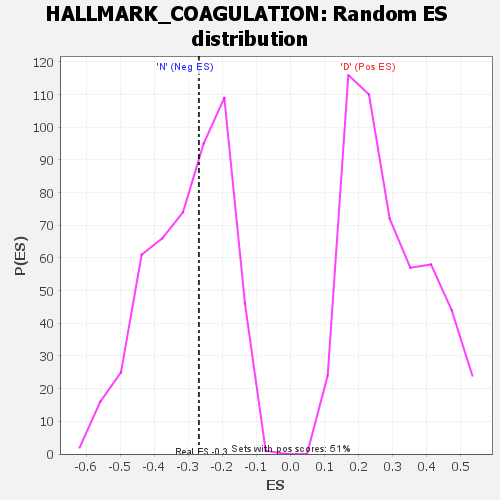 HALLMARK_COAGULATION: Random ES
distribution
'N' (Neg ES) 'D' (Pos ES)
120
110
100
90
80
70
60
50
40
30
20
10
0
P(ES)
Real ES -0.3 Sets with pos scores: 51%
-0.6 -0.5 -0.4 -0.3 -0.2 -0.1 0.0 0.1 0.2 0.3 0.4 0.5
ES